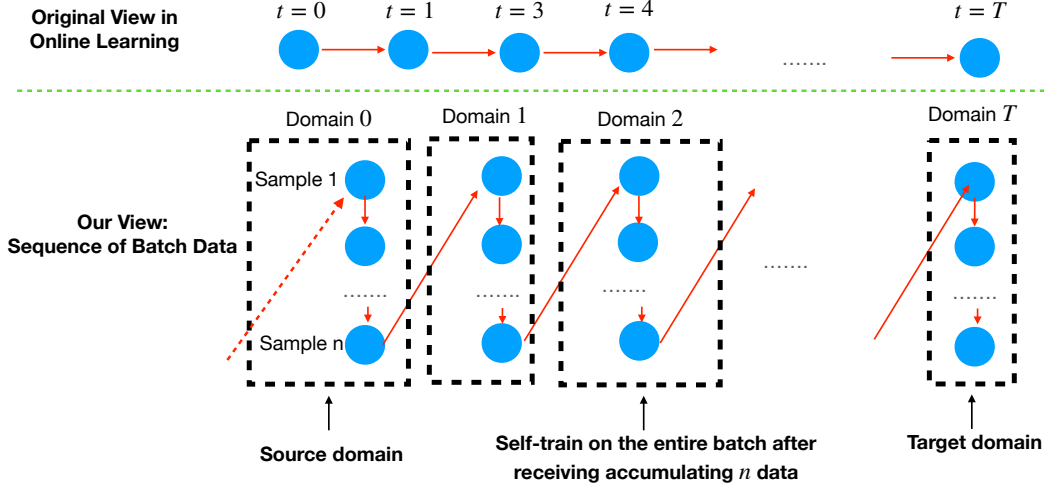 Original View in
Online Learning
t = 0
t = 1
t = 3
t = 4
.......
t = T
Domain 0
Domain 1
Domain 2
Domain T
Sample 1
Our View:
Sequence of Batch Data
.......
.......
.......
.......
.......
Sample n
Source domain
Self-train on the entire batch after
receiving accumulating n data
Target domain